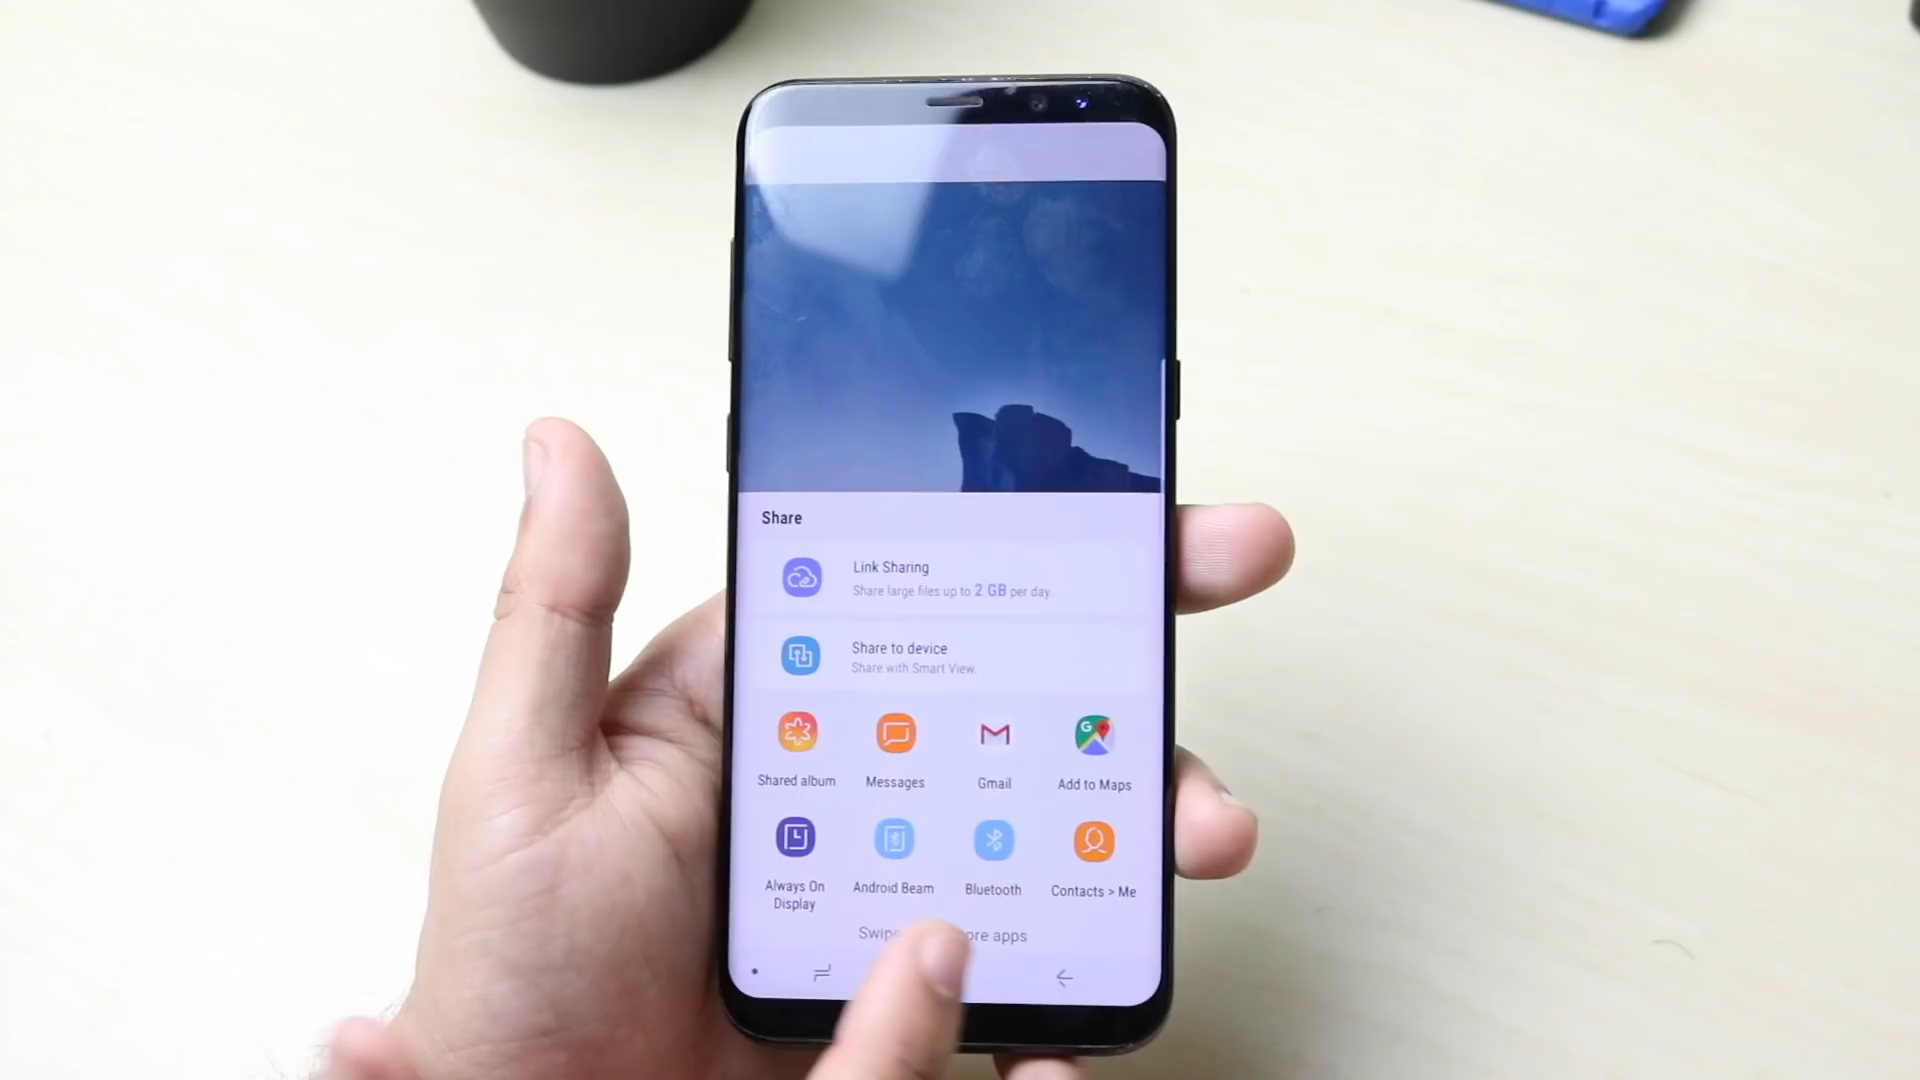 Share
Link Sharing
Share large files up to 2 GB per day.
Share to device
Share with Smart View.
Shared album
Messages
Gmail
Add to Maps
Always On
Display
Android Beam
Bluetooth
Contacts > Me
apps